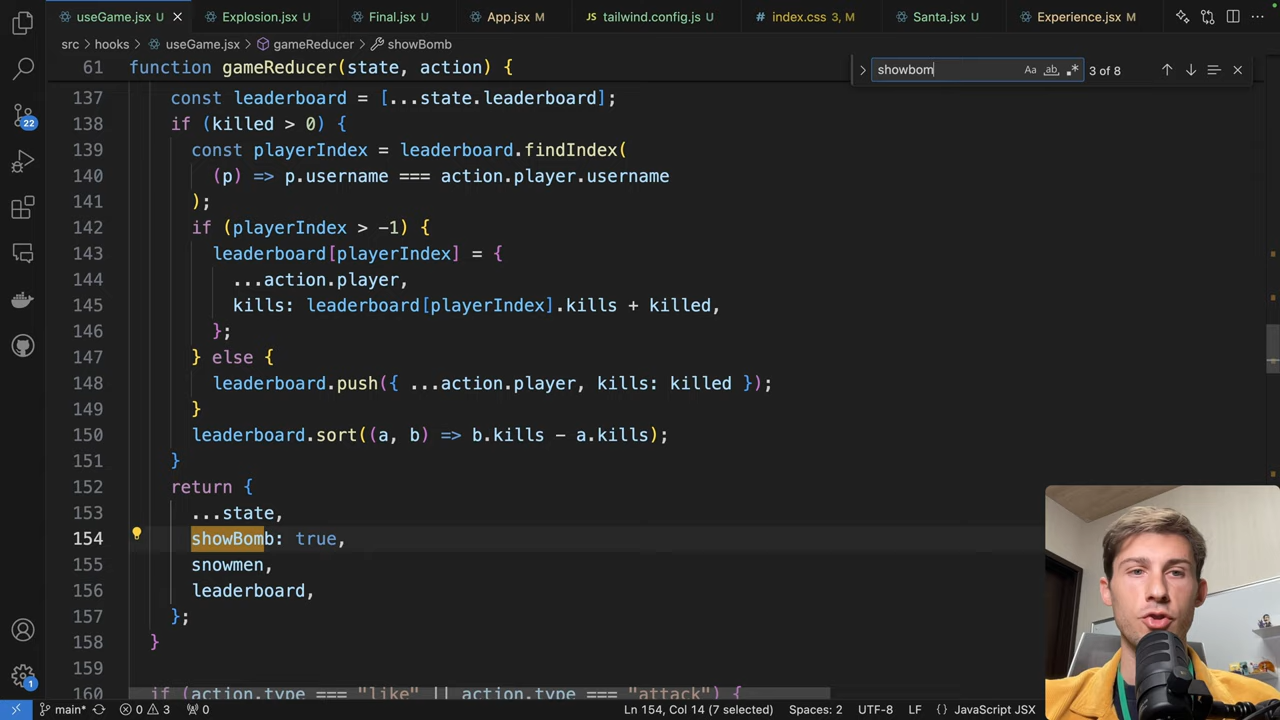 useGame.jsx
Explosion.jsx
Final.jsx
App.jsx M
tailwind.config.js
index.css 3, M
Santa.jsx
Experience.jsx M
src > hooks > useGame.jsx > gameReducer > showBomb
showbom
Aa ab .* 3 of 8
61 function gameReducer(state, action) {
137 const leaderboard = [...state.leaderboard];
138 if (killed > 0) {
139 const playerIndex = leaderboard.findIndex(
140 (p) => p.username === action.player.username
141 );
142 if (playerIndex > -1) {
143 leaderboard[playerIndex] = {
144 ...action.player,
145 kills: leaderboard[playerIndex].kills + killed,
146 };
147 } else {
148 leaderboard.push({ ...action.player, kills: killed });
149 }
150 leaderboard.sort((a, b) => b.kills - a.kills);
151 }
152 return {
153 ...state,
154 showBomb: true,
155 snowmen,
156 leaderboard,
157 };
158 }
159
160 if (action.type === "like" || action.type === "attack") {
22
1
main* 0 3 0 Ln 154, Col 14 (7 selected) Spaces: 2 UTF-8 LF {} JavaScript JSX